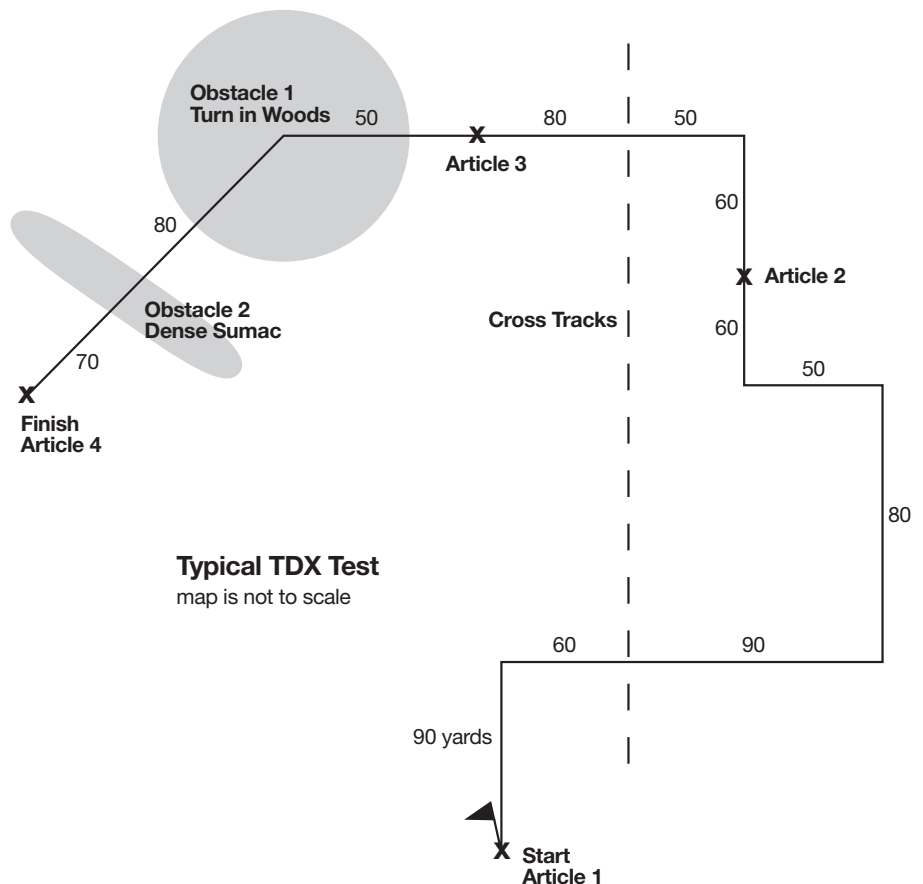 Obstacle 1
Turn in Woods
50
80
50
Article 3
60
80
Article 2
Obstacle 2
Dense Sumac
Cross Tracks
60
70
50
Finish
Article 4
80
Typical TDX Test
map is not to scale
60
90
90 yards
Start
Article 1